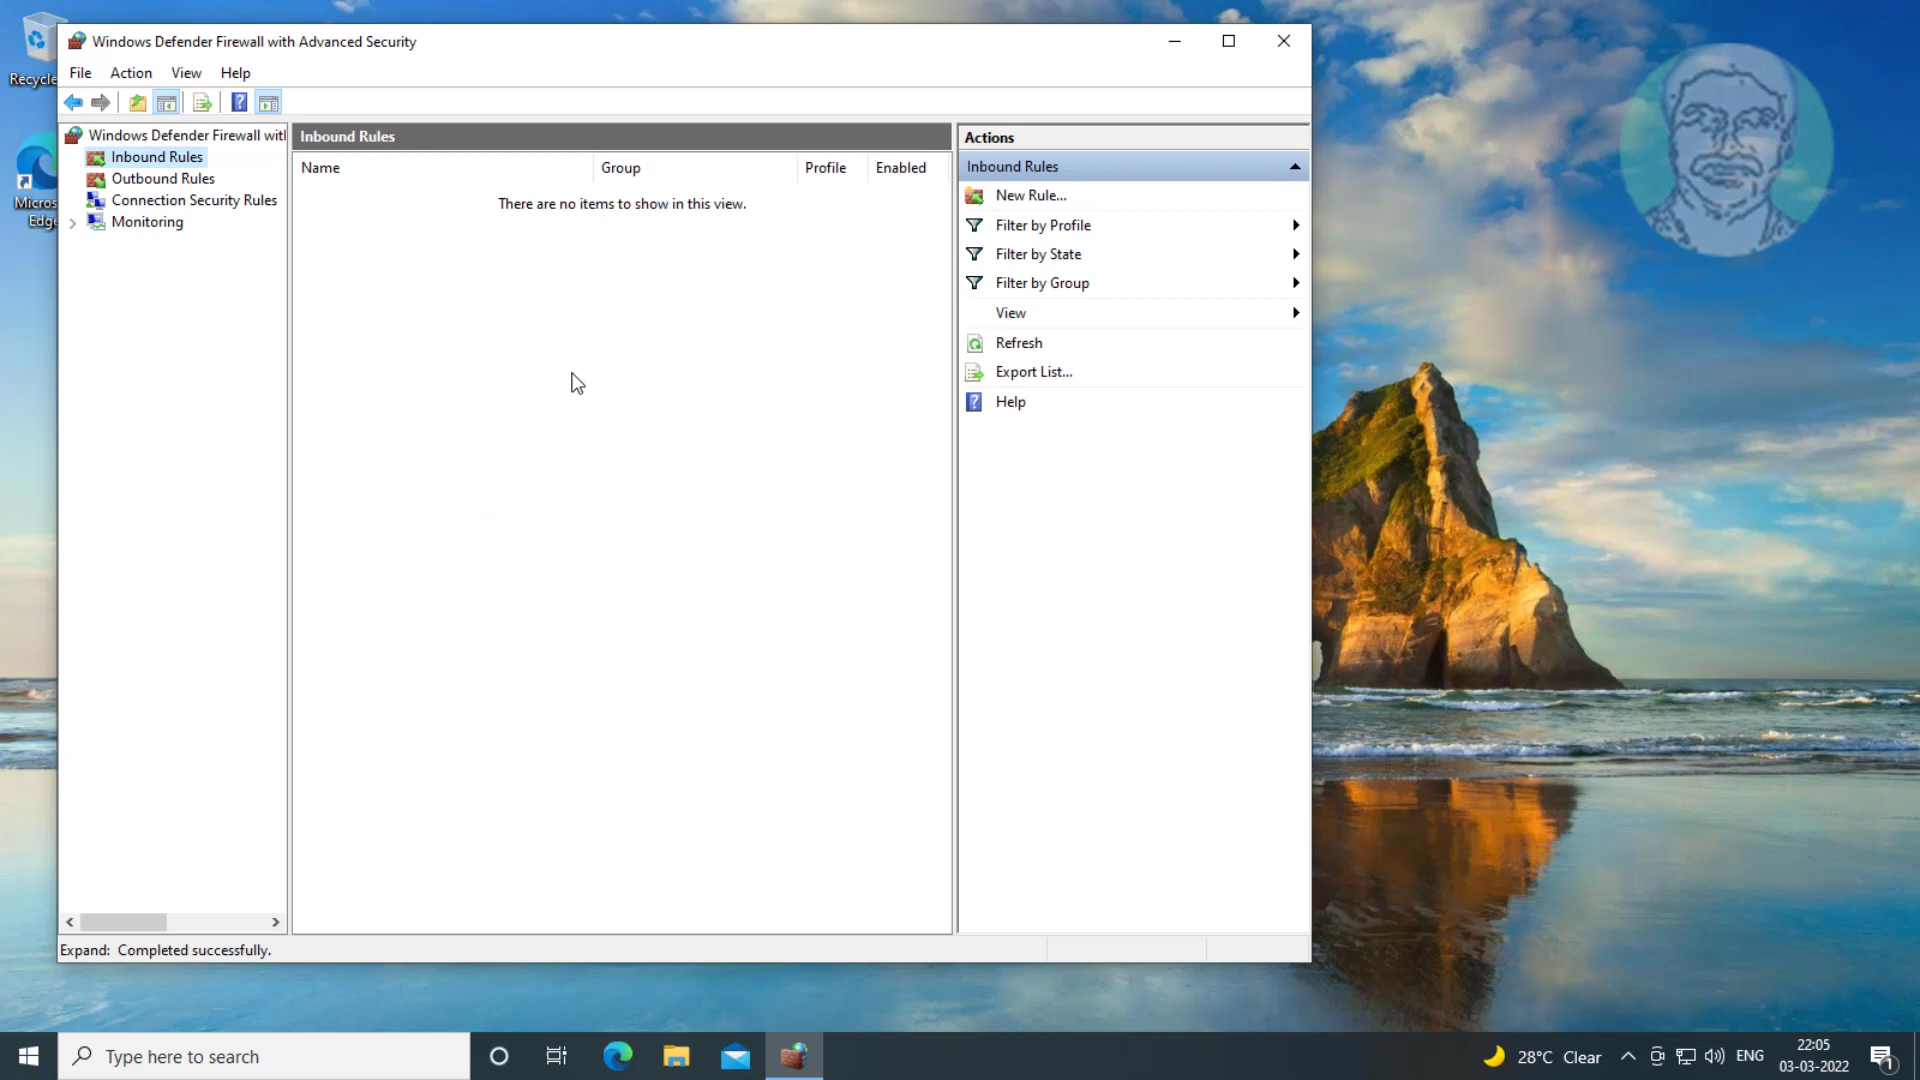 Recycle
Micros
Edge
Windows Defender Firewall with Advanced Security
File Action View Help
Windows Defender Firewall wit
Inbound Rules
Outbound Rules
Connection Security Rules
Monitoring
Inbound Rules
Name Group Profile Enabled
There are no items to show in this view.
Actions
Inbound Rules
New Rule...
Filter by Profile
Filter by State
Filter by Group
View
Refresh
Export List...
Help
Expand: Completed successfully.
Type here to search
28°C Clear
ENG
22:05
03-03-2022
1